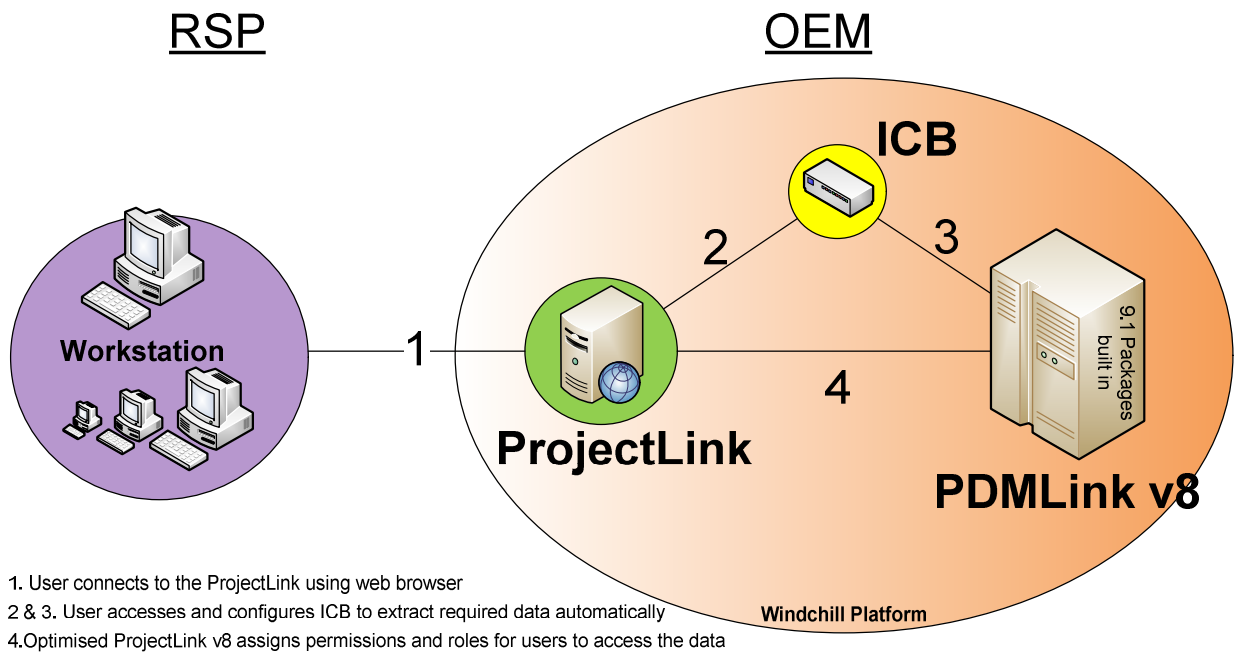 RSP
OEM
ICB
2
3
Workstation
1
4
9.1 Packages
built in
ProjectLink
PDMLink v8
1. User connects to the ProjectLink using web browser
2 & 3. User accesses and configures ICB to extract required data automatically
Windchill Platform
4.Optimised ProjectLink v8 assigns permissions and roles for users to access the data